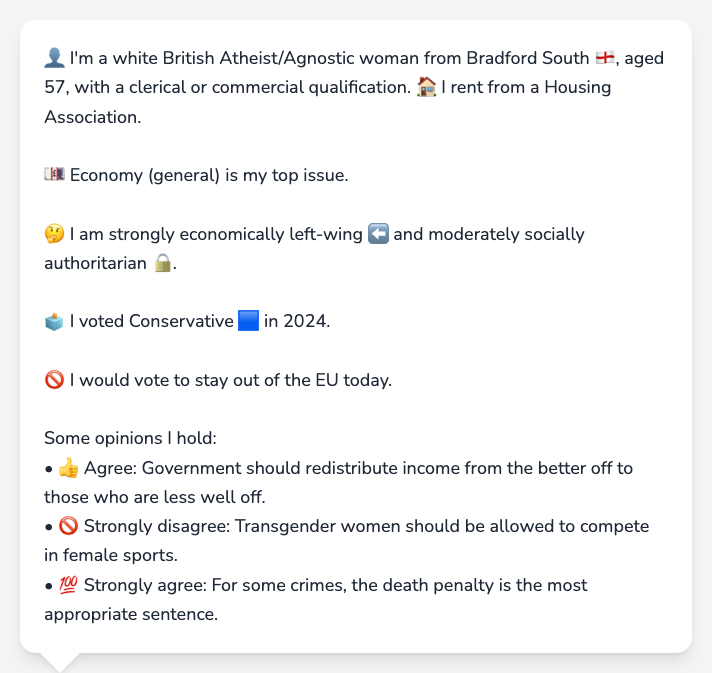 👤 I'm a white British Atheist/Agnostic woman from Bradford South 🏴󠁧󠁢󠁥󠁮󠁧󠁿, aged
57, with a clerical or commercial qualification. 🏠 I rent from a Housing
Association.
💷 Economy (general) is my top issue.
🤔 I am strongly economically left-wing ⬅️ and moderately socially
authoritarian 🔒.
🗳️ I voted Conservative 🟦 in 2024.
🚫 I would vote to stay out of the EU today.
Some opinions I hold:
• 👍 Agree: Government should redistribute income from the better off to
those who are less well off.
• 🚫 Strongly disagree: Transgender women should be allowed to compete
in female sports.
• 💯 Strongly agree: For some crimes, the death penalty is the most
appropriate sentence.